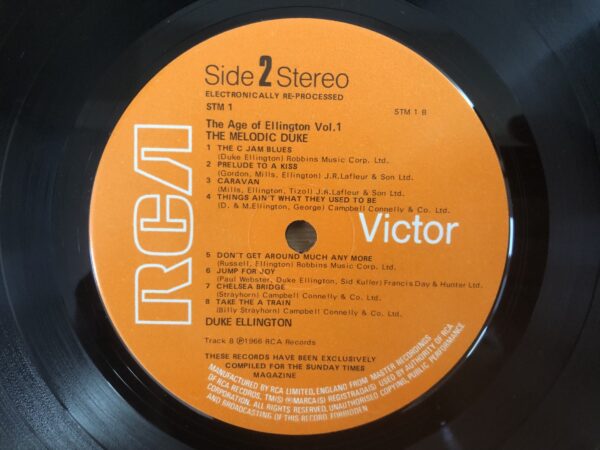 Side 2 Stereo
ELECTRONICALLY RE-PROCESSED
STM 1
STM 1 B
The Age of Ellington Vol.1
THE MELODIC DUKE
1 THE C JAM BLUES
(Duke Ellington) Robbins Music Corp. Ltd.
2 PRELUDE TO A KISS
(Gordon, Mills, Ellington) J.R.Lafleur & Son Ltd.
3 CARAVAN
(Mills, Ellington, Tizol) J.R.Lafleur & Son Ltd.
4 THINGS AIN'T WHAT THEY USED TO BE
(D. & M.Ellington, George) Campbell Connelly & Co. Ltd.
RCA
Victor
5 DON'T GET AROUND MUCH ANY MORE
(Russell, Ellington) Robbins Music Corp. Ltd.
6 JUMP FOR JOY
(Paul Webster, Duke Ellington, Sid Kuller) Francis Day & Hunter Ltd.
7 CHELSEA BRIDGE
(Strayhorn) Campbell Connelly & Co. Ltd.
8 TAKE THE A TRAIN
(Billy Strayhorn) Campbell Connelly & Co. Ltd.
DUKE ELLINGTON
Track 8 ℗1966 RCA Records
THESE RECORDS HAVE BEEN EXCLUSIVELY
COMPILED FOR THE SUNDAY TIMES
MAGAZINE
MANUFACTURED BY RCA LIMITED, ENGLAND FROM MASTER RECORDINGS
OF RCA RECORDS, TM(S) ® MARCA(S) REGISTRADA(S) USED BY AUTHORITY OF RCA
CORPORATION. ALL RIGHTS RESERVED. UNAUTHORISED COPYING, PUBLIC PERFORMANCE
AND BROADCASTING OF THIS RECORD FORBIDDEN